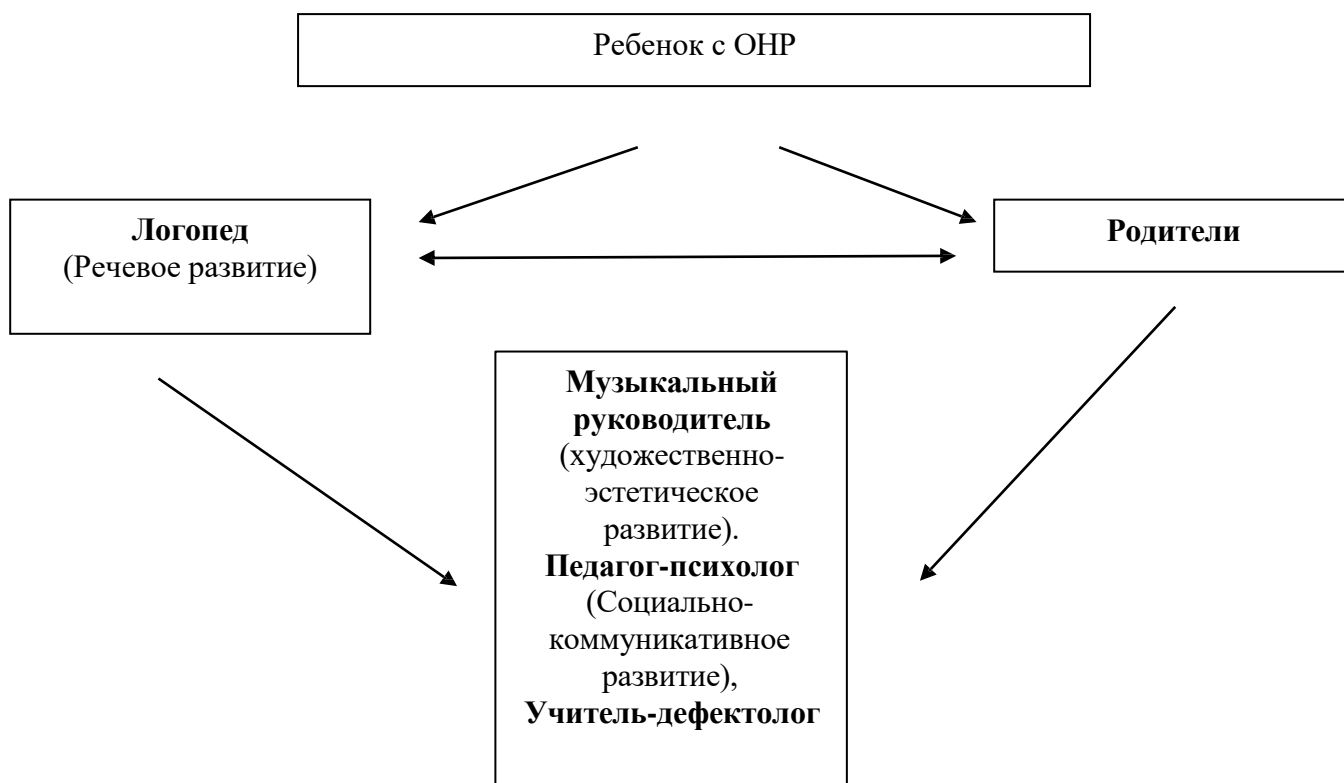 Ребенок с ОНР
Логопед
(Речевое развитие)
Родители
Музыкальный
руководитель
(художественно-
эстетическое
развитие).
Педагог-психолог
(Социально-
коммуникативное
развитие),
Учитель-дефектолог